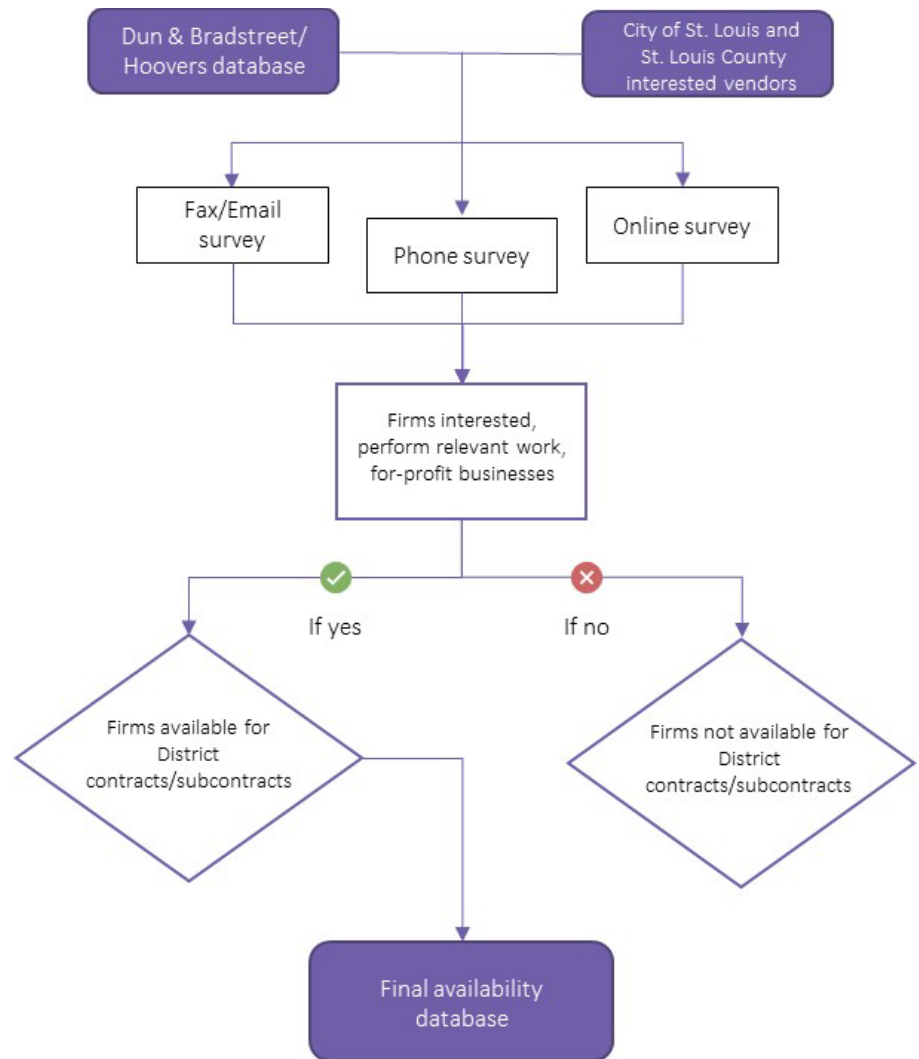 Dun & Bradstreet/
Hoovers database
City of St. Louis and
St. Louis County
interested vendors
Fax/Email
survey
Phone survey
Online survey
Firms interested,
perform relevant work,
for-profit businesses
If yes
If no
Firms available for
District
contracts/subcontracts
Firms not available for
District
contracts/subcontracts
Final availability
database